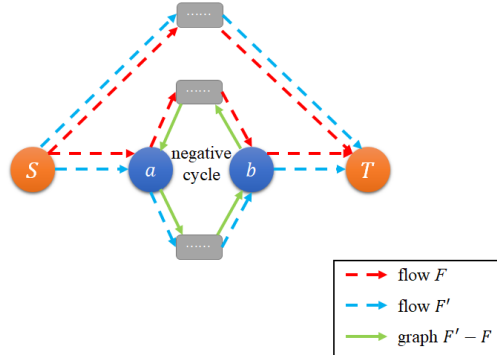 ......
......
S
a
negative
cycle
b
T
......
flow F
flow F'
graph F' − F